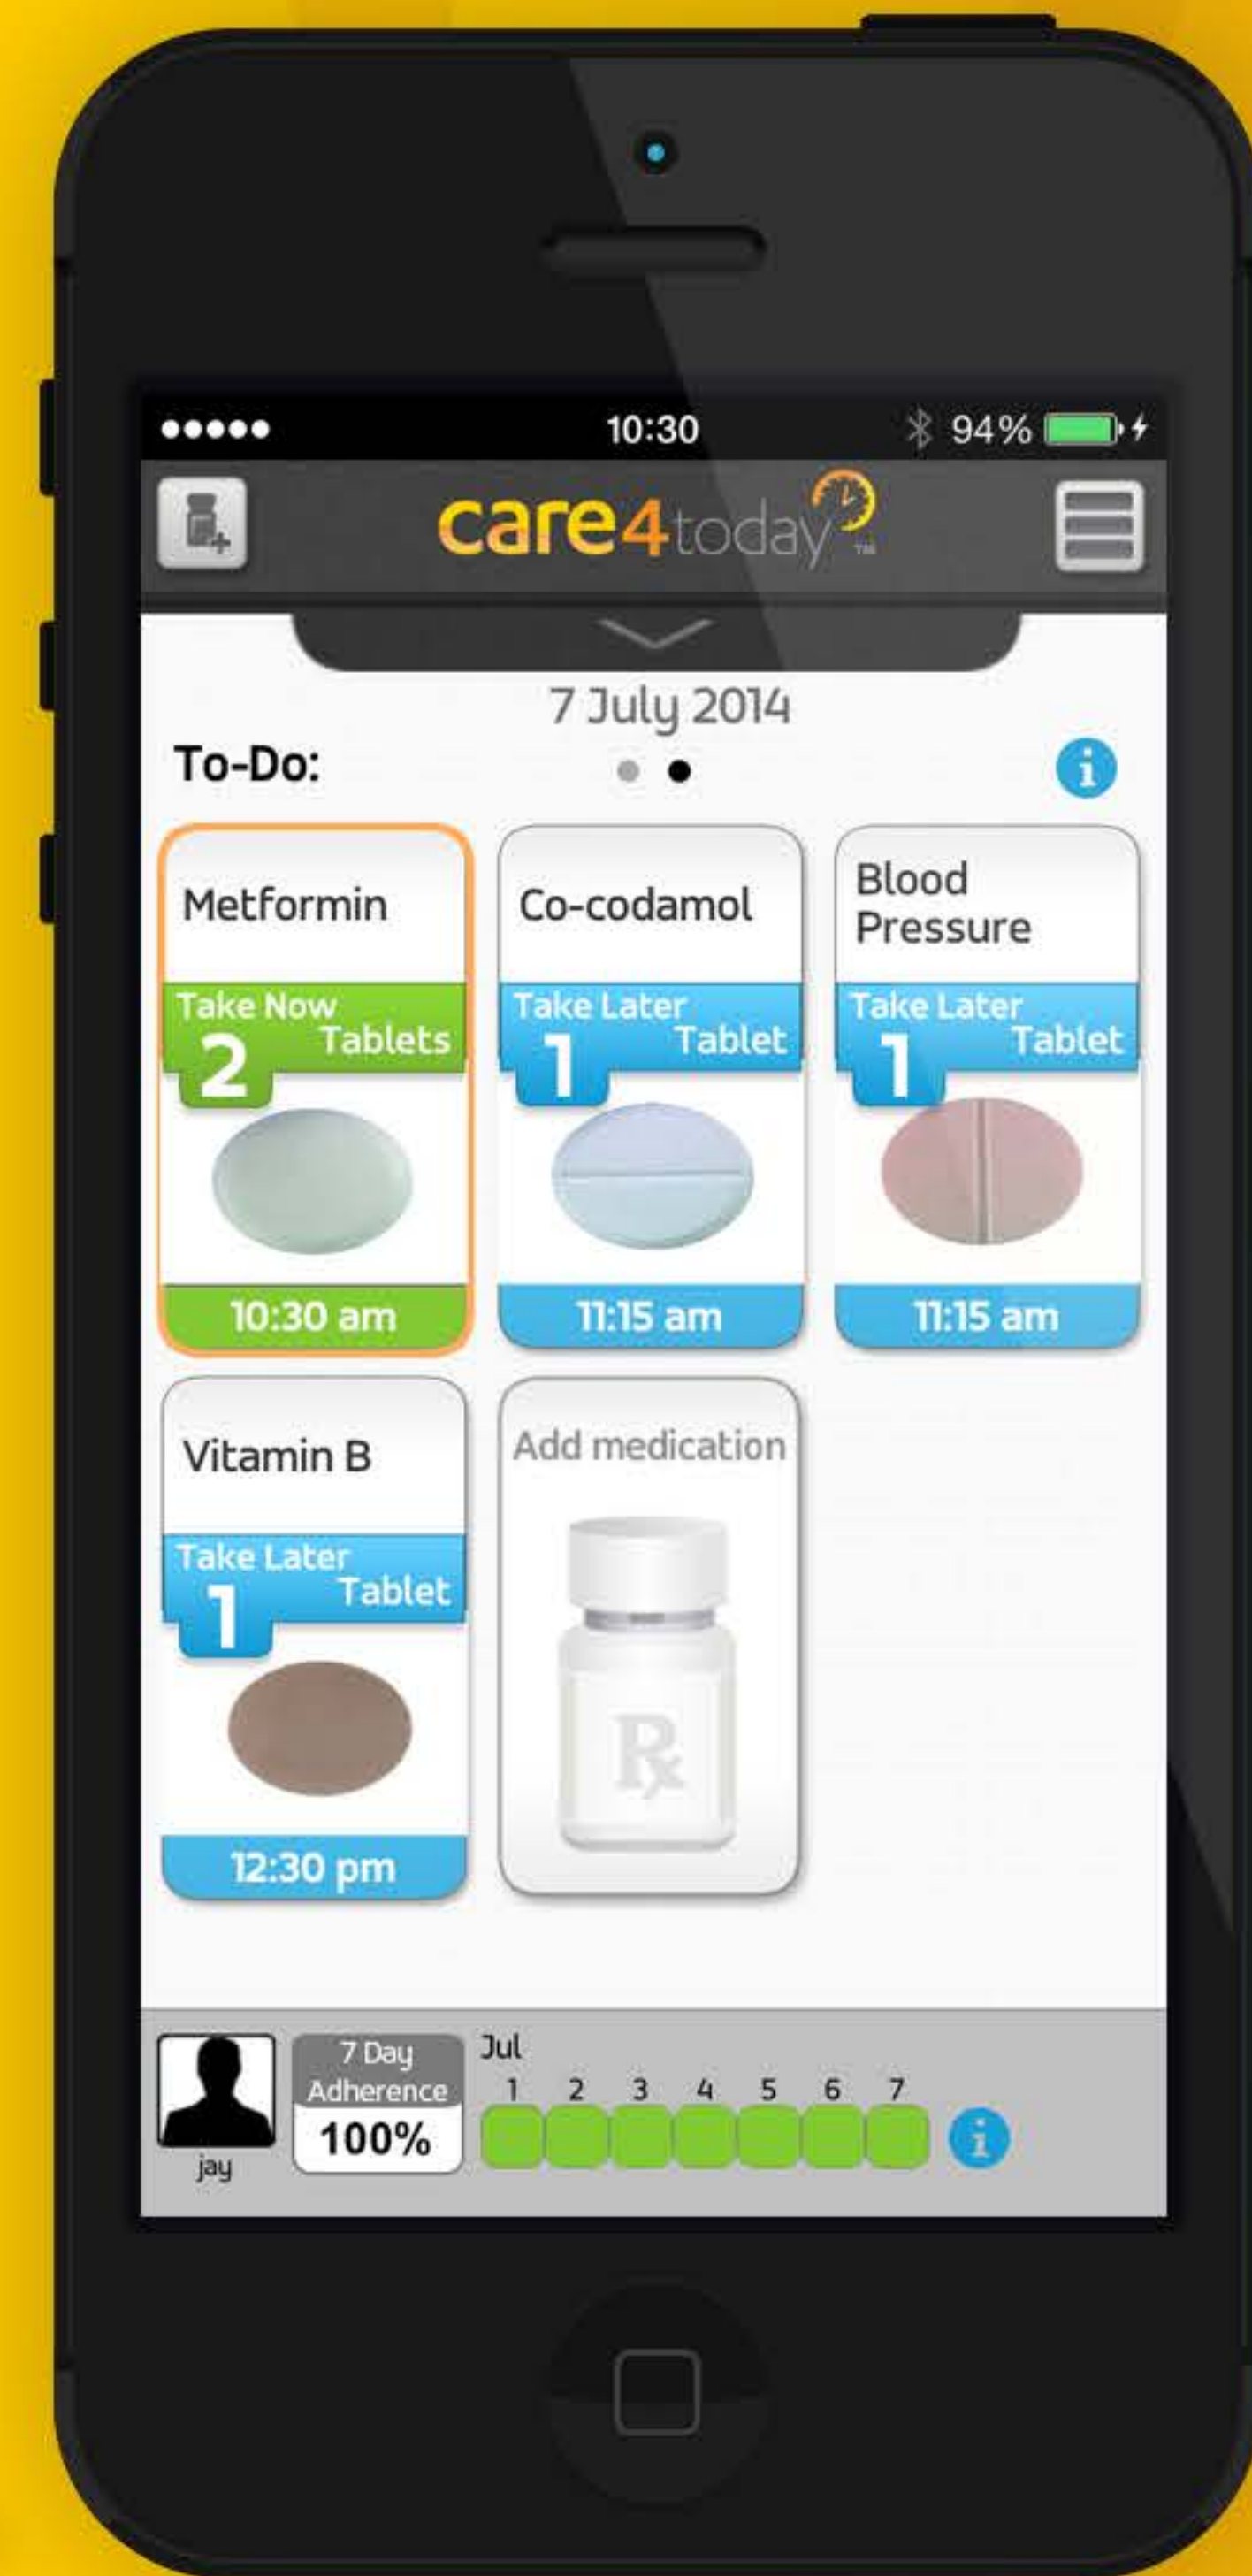 10:30 94%
care4today™
7 July 2014
To-Do:
Metformin
Take Now
2 Tablets
10:30 am
Co-codamol
Take Later
1 Tablet
11:15 am
Blood
Pressure
Take Later
1 Tablet
11:15 am
Vitamin B
Take Later
1 Tablet
12:30 pm
Add medication
Rx
jay
7 Day
Adherence
100%
Jul
1 2 3 4 5 6 7